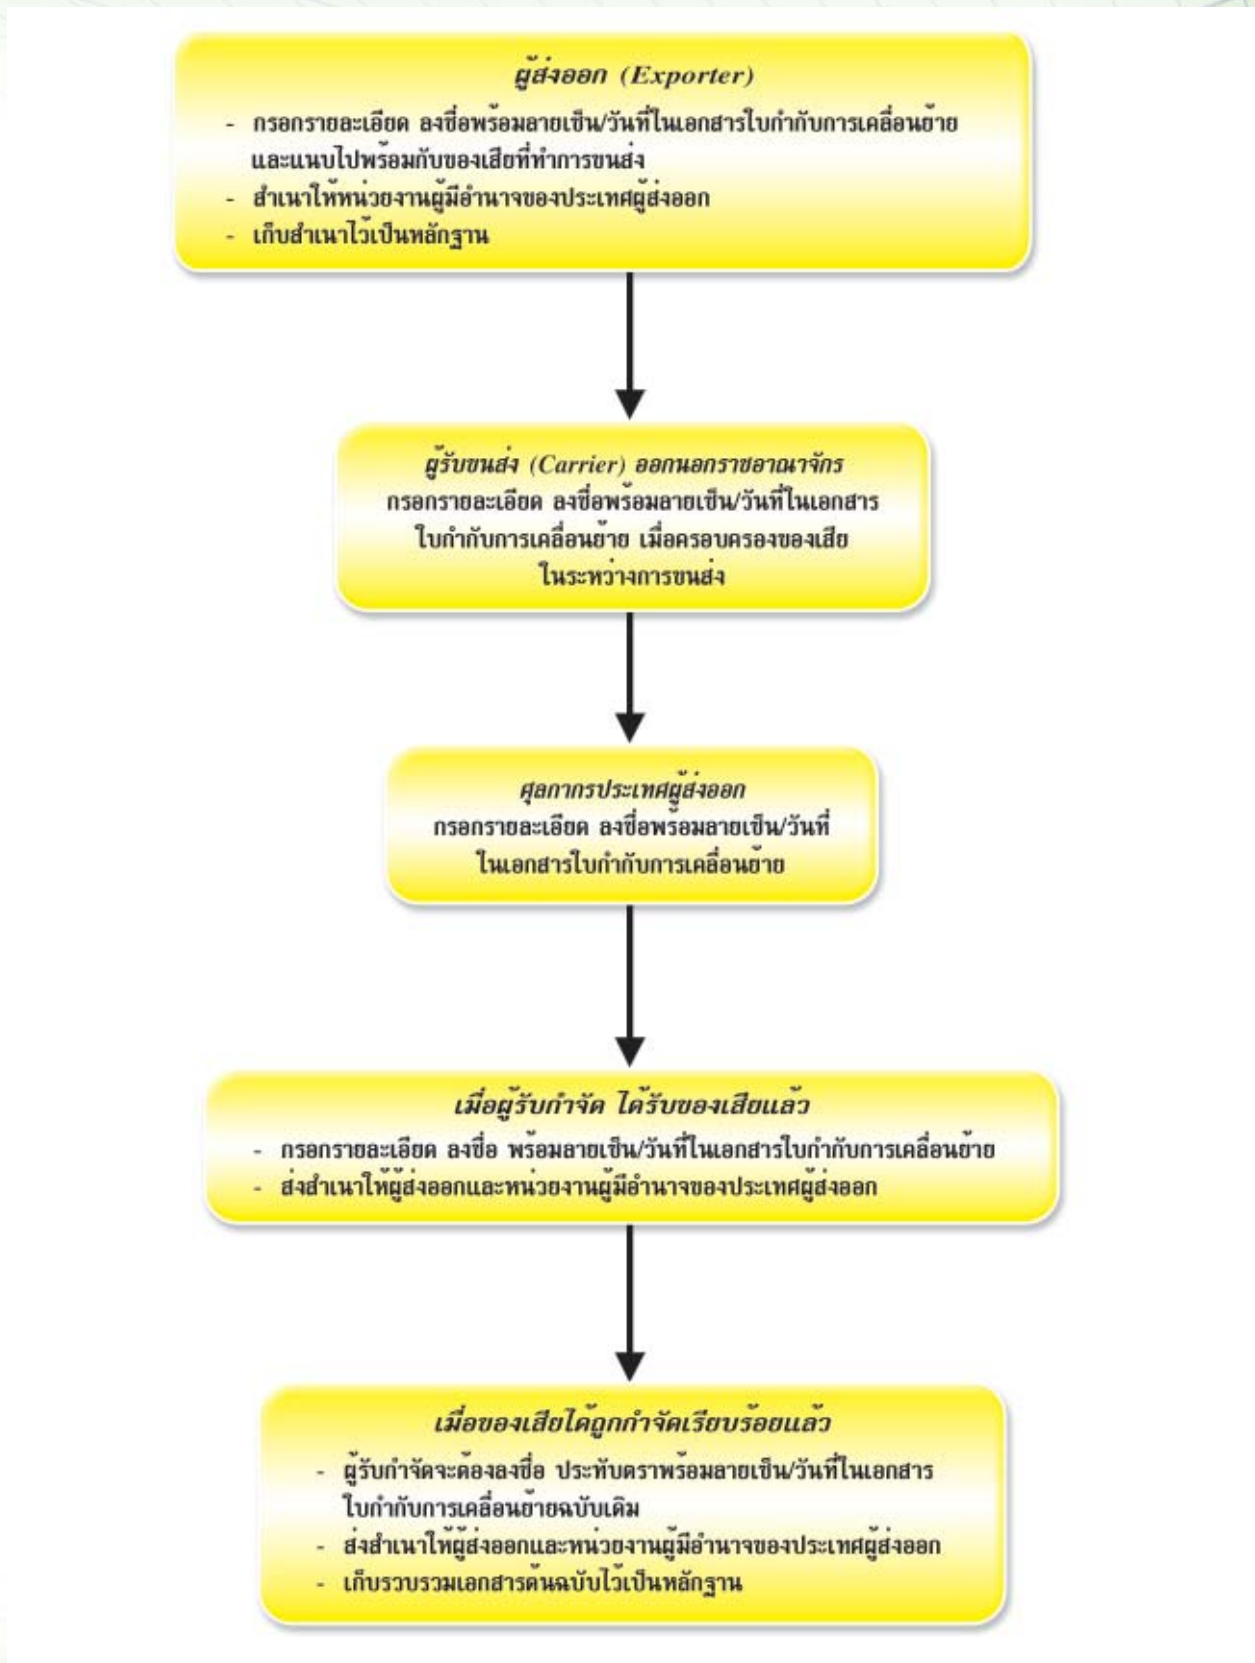 ผู้ส่งออก (Exporter)
- กรอกรายละเอียด ลงชื่อพร้อมลายเซ็น/วันที่ในเอกสารใบกำกับการเคลื่อนย้าย
และแนบไปพร้อมกับของเสียที่ทำการขนส่ง
- สำเนาให้หน่วยงานผู้มีอำนาจของประเทศผู้ส่งออก
- เก็บสำเนาไว้เป็นหลักฐาน
ผู้รับขนส่ง (Carrier) ออกนอกราชอาณาจักร
กรอกรายละเอียด ลงชื่อพร้อมลายเซ็น/วันที่ในเอกสาร
ใบกำกับการเคลื่อนย้าย เมื่อครอบครองของเสีย
ในระหว่างการขนส่ง
ศุลกากรประเทศผู้ส่งออก
กรอกรายละเอียด ลงชื่อพร้อมลายเซ็น/วันที่
ในเอกสารใบกำกับการเคลื่อนย้าย
เมื่อผู้รับกำจัด ได้รับของเสียแล้ว
- กรอกรายละเอียด ลงชื่อ พร้อมลายเซ็น/วันที่ในเอกสารใบกำกับการเคลื่อนย้าย
- ส่งสำเนาให้ผู้ส่งออกและหน่วยงานผู้มีอำนาจของประเทศผู้ส่งออก
เมื่อของเสียได้ถูกกำจัดเรียบร้อยแล้ว
- ผู้รับกำจัดจะต้องลงชื่อ ประทับตราพร้อมลายเซ็น/วันที่ในเอกสาร
ใบกำกับการเคลื่อนย้ายฉบับเดิม
- ส่งสำเนาให้ผู้ส่งออกและหน่วยงานผู้มีอำนาจของประเทศผู้ส่งออก
- เก็บรวบรวมเอกสารต้นฉบับไว้เป็นหลักฐาน